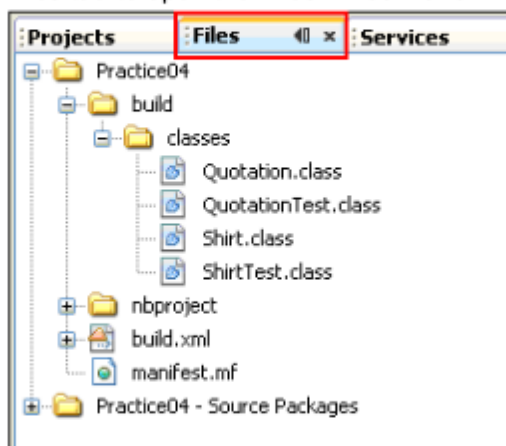 Projects Files Services
Practice04
build
classes
Quotation.class
QuotationTest.class
Shirt.class
ShirtTest.class
nbproject
build.xml
manifest.mf
Practice04 - Source Packages